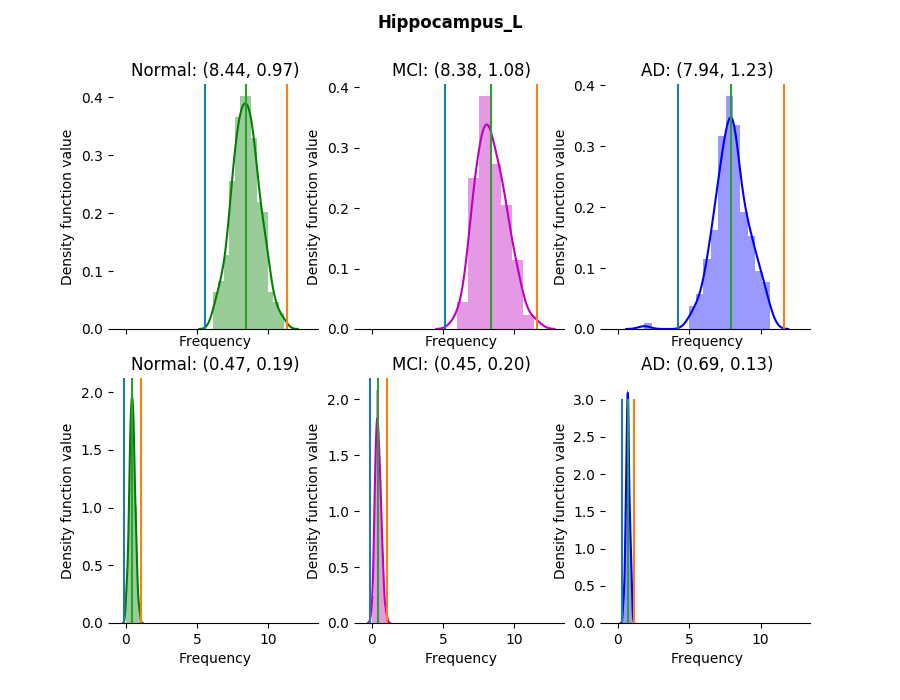 Hippocampus_L
Normal: (8.44, 0.97)
MCI: (8.38, 1.08)
AD: (7.94, 1.23)
Density function value
0.4
0.3
0.2
0.1
0.0
0
5
10
Frequency
Density function value
0.4
0.3
0.2
0.1
0.0
Frequency
Density function value
0.4
0.3
0.2
0.1
0.0
Frequency
Normal: (0.47, 0.19)
MCI: (0.45, 0.20)
AD: (0.69, 0.13)
Density function value
2.0
1.5
1.0
0.5
0.0
0
5
10
Frequency
Density function value
2.0
1.5
1.0
0.5
0.0
0
5
10
Frequency
Density function value
3.0
2.5
2.0
1.5
1.0
0.5
0.0
0
5
10
Frequency